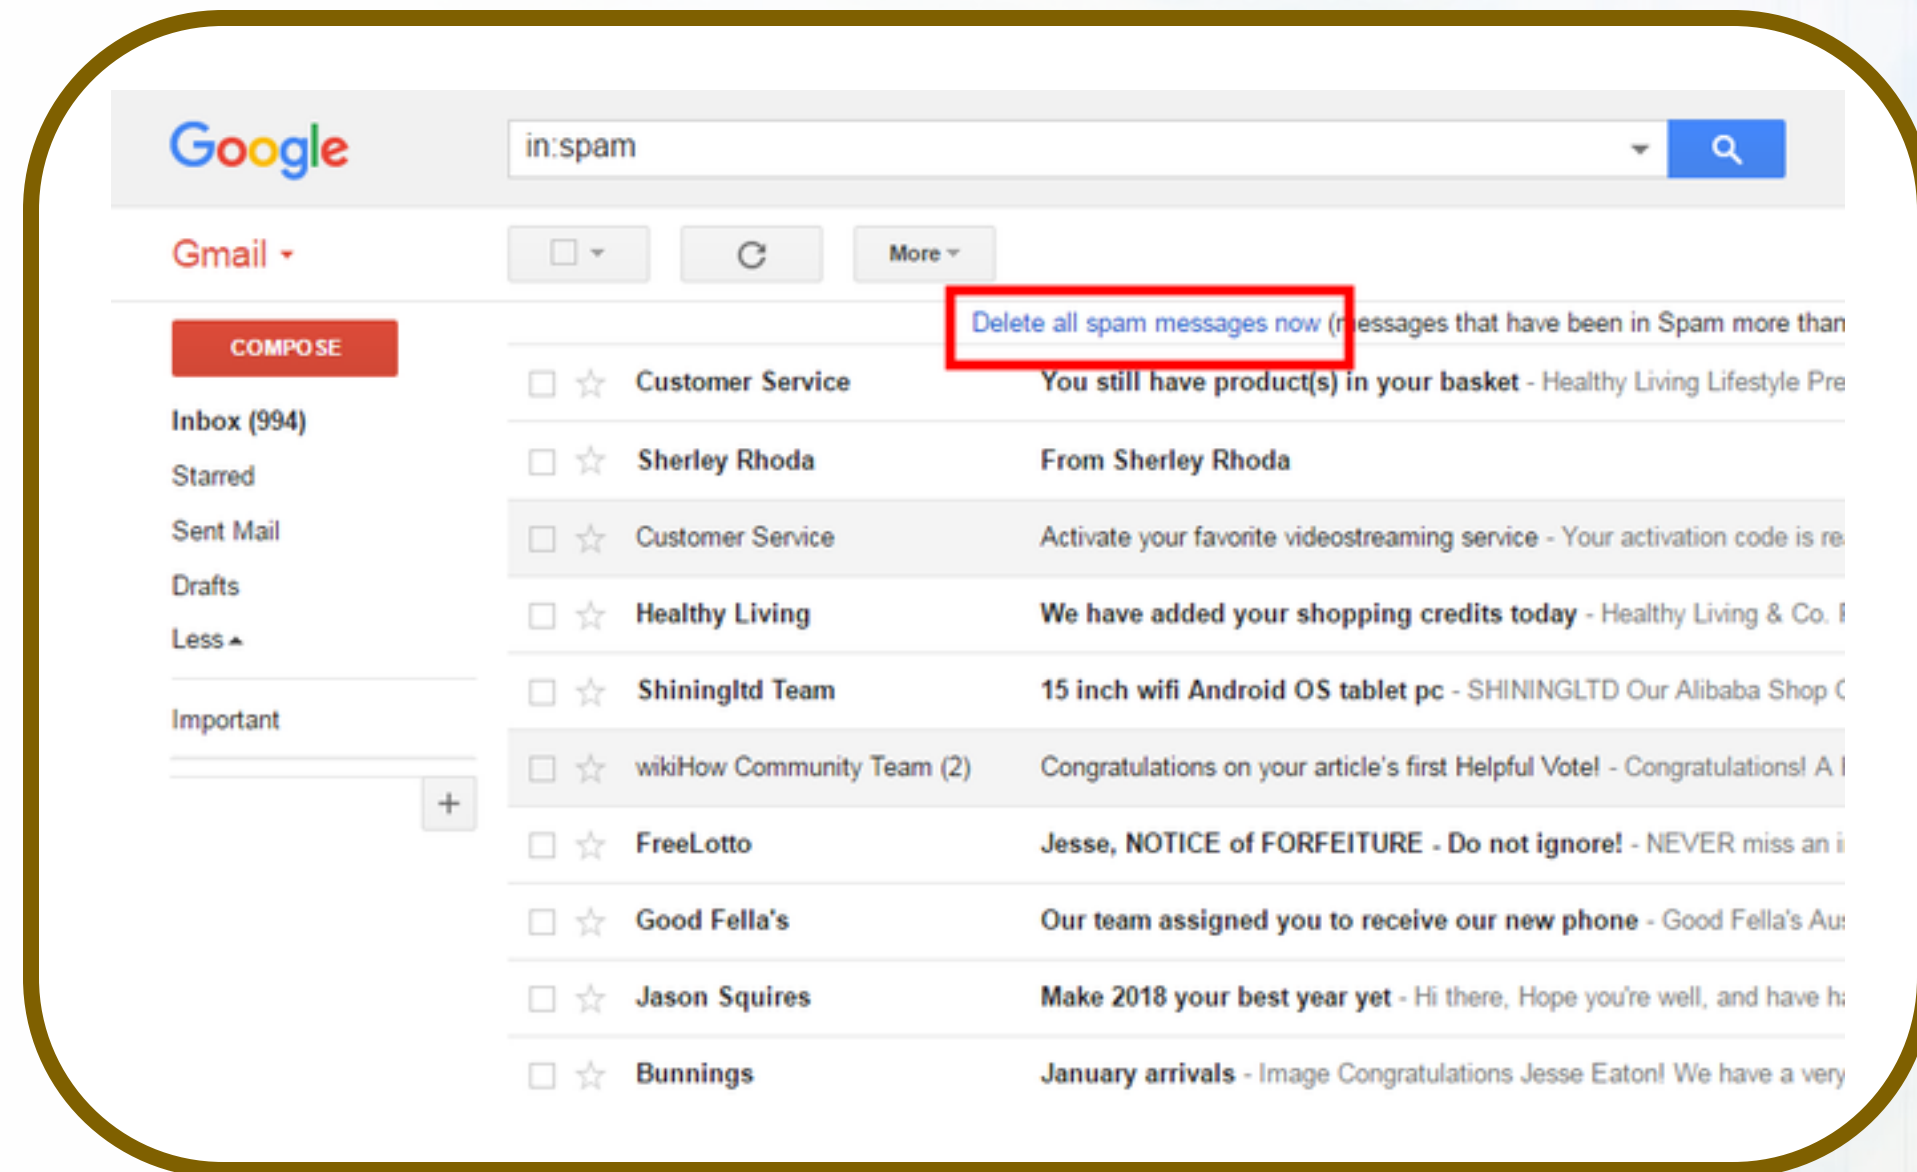 Google
in:spam
Gmail
More
COMPOSE
Inbox (994)
Starred
Sent Mail
Drafts
Less
Important
+
Delete all spam messages now (messages that have been in Spam more than
Customer Service You still have product(s) in your basket - Healthy Living Lifestyle Pre
Sherley Rhoda From Sherley Rhoda
Customer Service Activate your favorite videostreaming service - Your activation code is
Healthy Living We have added your shopping credits today - Healthy Living & Co.
Shiningltd Team 15 inch wifi Android OS tablet pc - SHININGLTD Our Alibaba Shop
wikiHow Community Team (2) Congratulations on your article's first Helpful Vote! - Congratulations! A
FreeLotto Jesse, NOTICE of FORFEITURE - Do not ignore! - NEVER miss an
Good Fella's Our team assigned you to receive our new phone - Good Fella's
Jason Squires Make 2018 your best year yet - Hi there, Hope you're well, and have
Bunnings January arrivals - Image Congratulations Jesse Eaton! We have a very